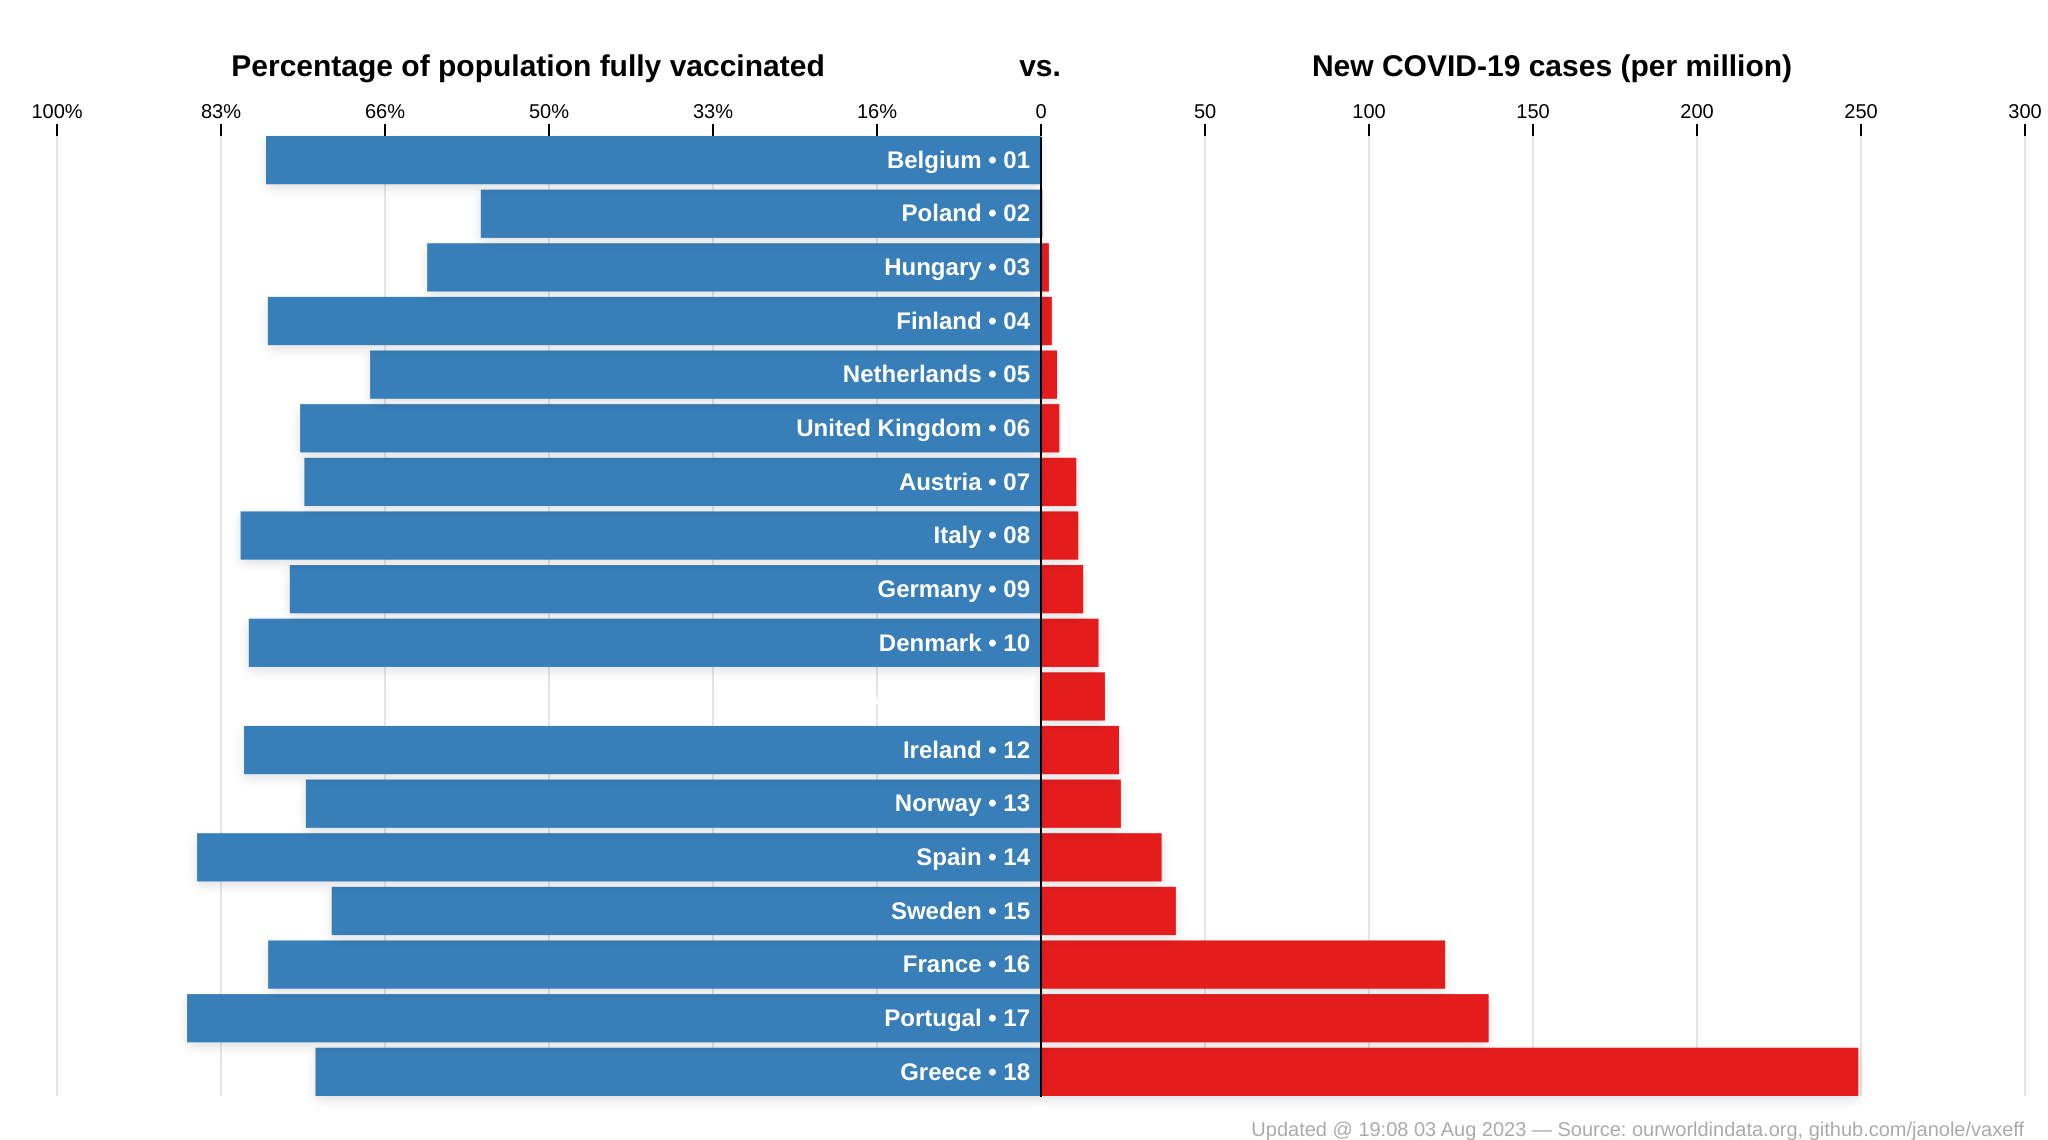 Percentage of population fully vaccinated vs. New COVID-19 cases (per million)
100% 83% 66% 50% 33% 16% 0 50 100 150 200 250 300
Belgium • 01
Poland • 02
Hungary • 03
Finland • 04
Netherlands • 05
United Kingdom • 06
Austria • 07
Italy • 08
Germany • 09
Denmark • 10
Ireland • 12
Norway • 13
Spain • 14
Sweden • 15
France • 16
Portugal • 17
Greece • 18
Updated @ 19:08 03 Aug 2023 — Source: ourworldindata.org, github.com/janole/vaxeff